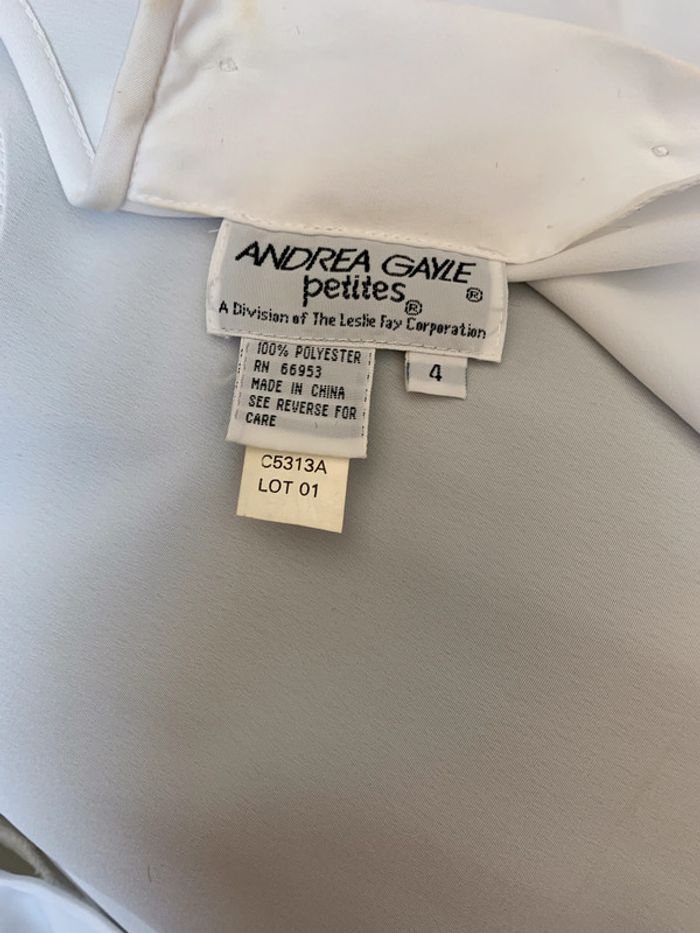 ANDREA GAYLE ®
petites ®
A Division of The Leslie Fay Corporation
100% POLYESTER
RN 66953
MADE IN CHINA
SEE REVERSE FOR
CARE
4
C5313A
LOT 01